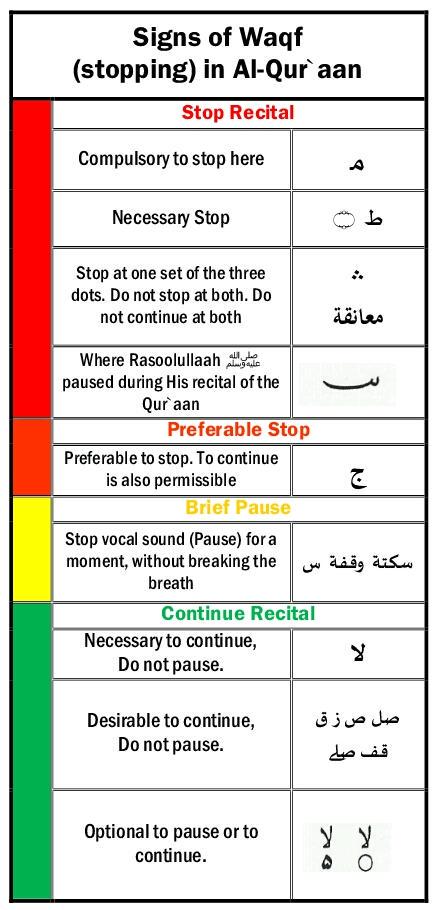 Signs of Waqf
(stopping) in Al-Qur`aan
Stop Recital
Compulsory to stop here
م
Necessary Stop
ط ۝
Stop at one set of the three
dots. Do not stop at both. Do
not continue at both
ۛ
معانقة
Where Rasoolullaah ﷺ
paused during His recital of the
Qur`aan
Preferable Stop
Preferable to stop. To continue
is also permissible
ج
Brief Pause
Stop vocal sound (Pause) for a
moment, without breaking the
breath
سكتة وقفة س
Continue Recital
Necessary to continue,
Do not pause.
لا
Desirable to continue,
Do not pause.
صل ص ز ق
قف صلے
Optional to pause or to
continue.
لا لا
○ ۵